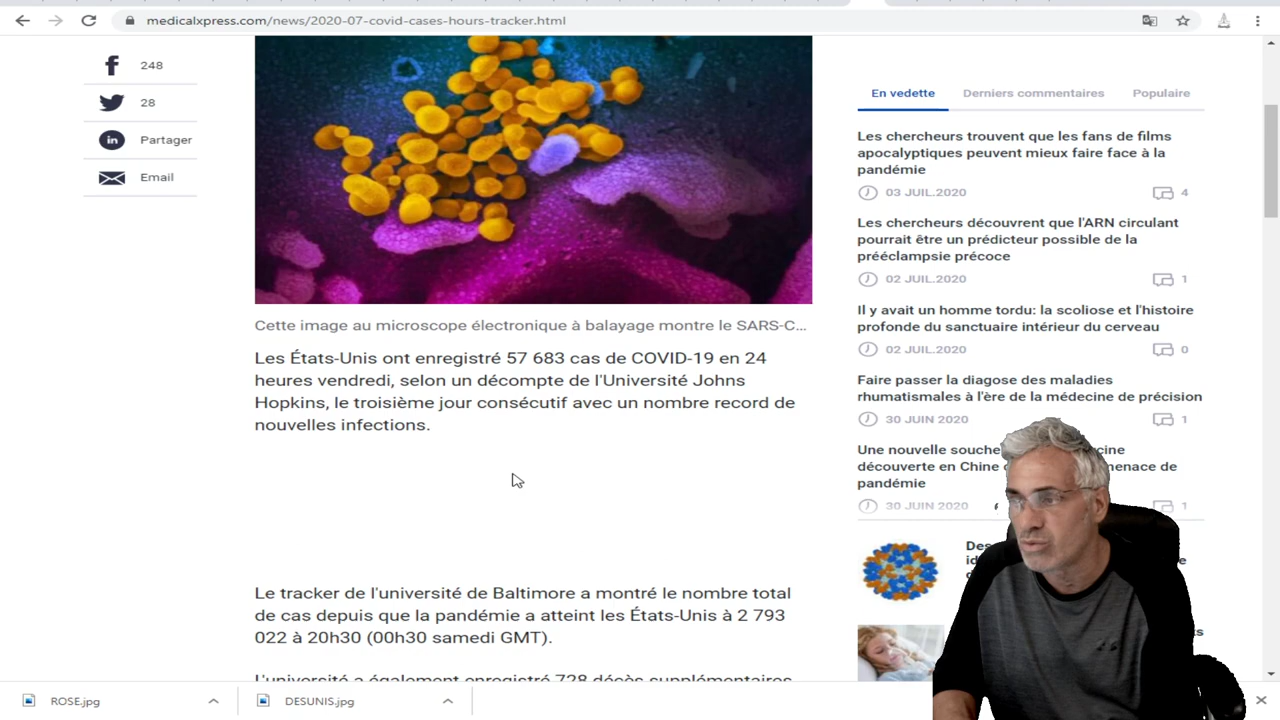 medicalxpress.com/news/2020-07-covid-cases-hours-tracker.html
248
28
Partager
Email
Cette image au microscope électronique à balayage montre le SARS-C...
Les États-Unis ont enregistré 57 683 cas de COVID-19 en 24
heures vendredi, selon un décompte de l'Université Johns
Hopkins, le troisième jour consécutif avec un nombre record de
nouvelles infections.
Le tracker de l'université de Baltimore a montré le nombre total
de cas depuis que la pandémie a atteint les États-Unis à 2 793
022 à 20h30 (00h30 samedi GMT).
L'université a également enregistré 728 décès supplémentaires
En vedette Derniers commentaires Populaire
Les chercheurs trouvent que les fans de films
apocalyptiques peuvent mieux faire face à la
pandémie
03 JUIL.2020 4
Les chercheurs découvrent que l'ARN circulant
pourrait être un prédicteur possible de la
prééclampsie précoce
02 JUIL.2020 1
Il y avait un homme tordu: la scoliose et l'histoire
profonde du sanctuaire intérieur du cerveau
02 JUIL.2020 0
Faire passer la diagose des maladies
rhumatismales à l'ère de la médecine de précision
30 JUIN 2020 1
Une nouvelle souche
découverte en Chine menace de
pandémie
30 JUIN 2020 1
ROSE.jpg DESUNIS.jpg